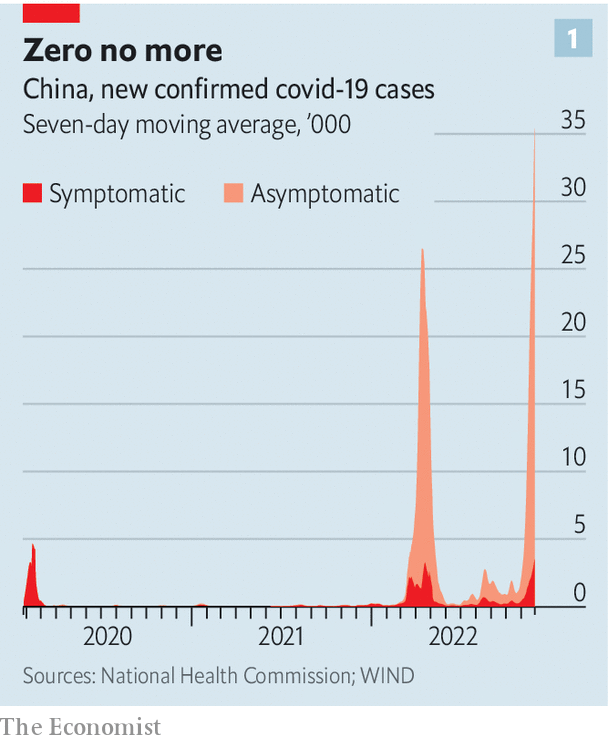 1
Zero no more
China, new confirmed covid-19 cases
Seven-day moving average, ’000
Symptomatic
Asymptomatic
35
30
25
20
15
10
5
0
2020
2021
2022
Sources: National Health Commission; WIND
The Economist